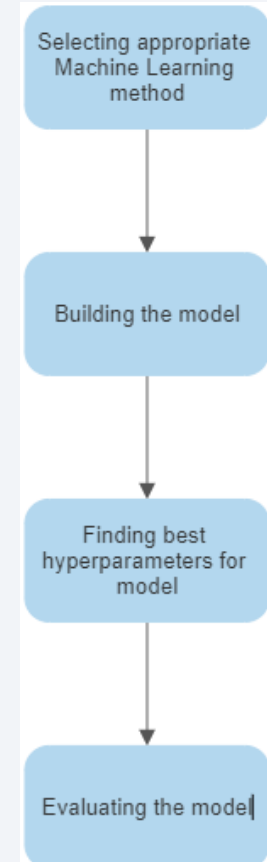 Selecting appropriate
Machine Learning
method
Building the model
Finding best
hyperparameters for
model
Evaluating the model